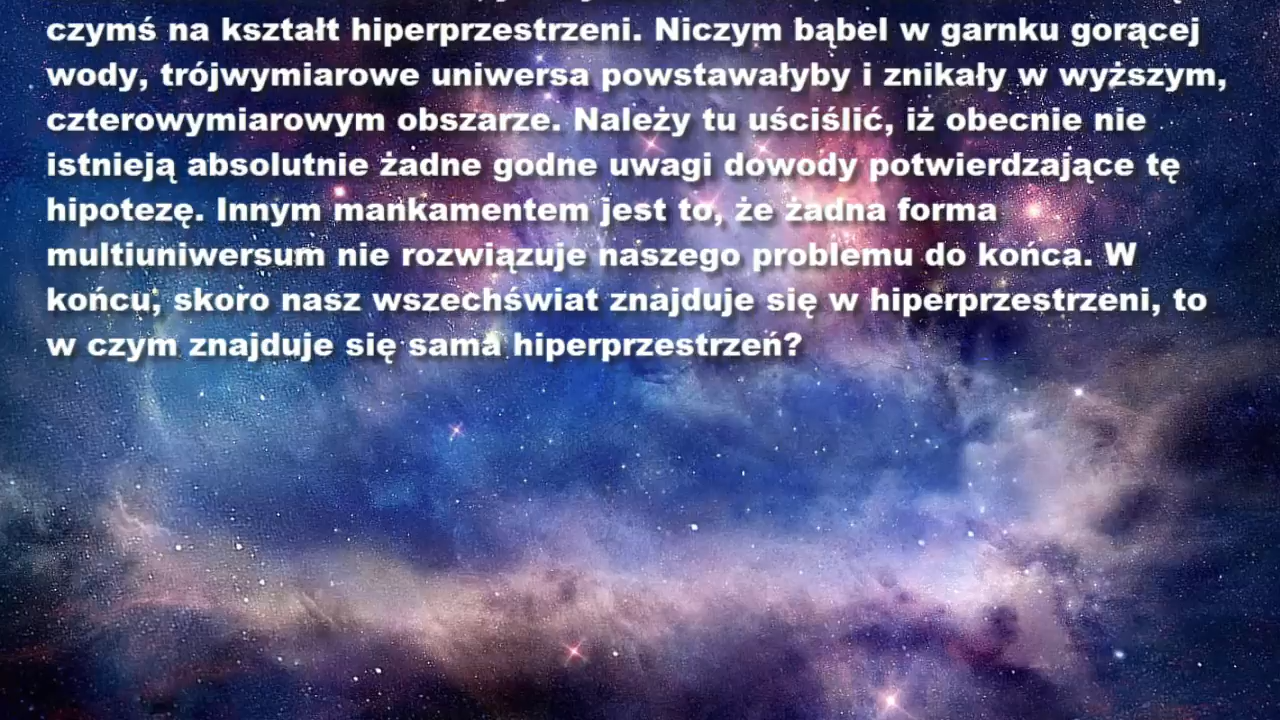 czymś na kształt hiperprzestrzeni. Niczym bąbel w garnku gorącej
wody, trójwymiarowe uniwersa powstawałyby i znikały w wyższym,
czterowymiarowym obszarze. Należy tu uściślić, iż obecnie nie
istnieją absolutnie żadne godne uwagi dowody potwierdzające tę
hipotezę. Innym mankamentem jest to, że żadna forma
multiuniwersum nie rozwiązuje naszego problemu do końca. W
końcu, skoro nasz wszechświat znajduje się w hiperprzestrzeni, to
w czym znajduje się sama hiperprzestrzeń?